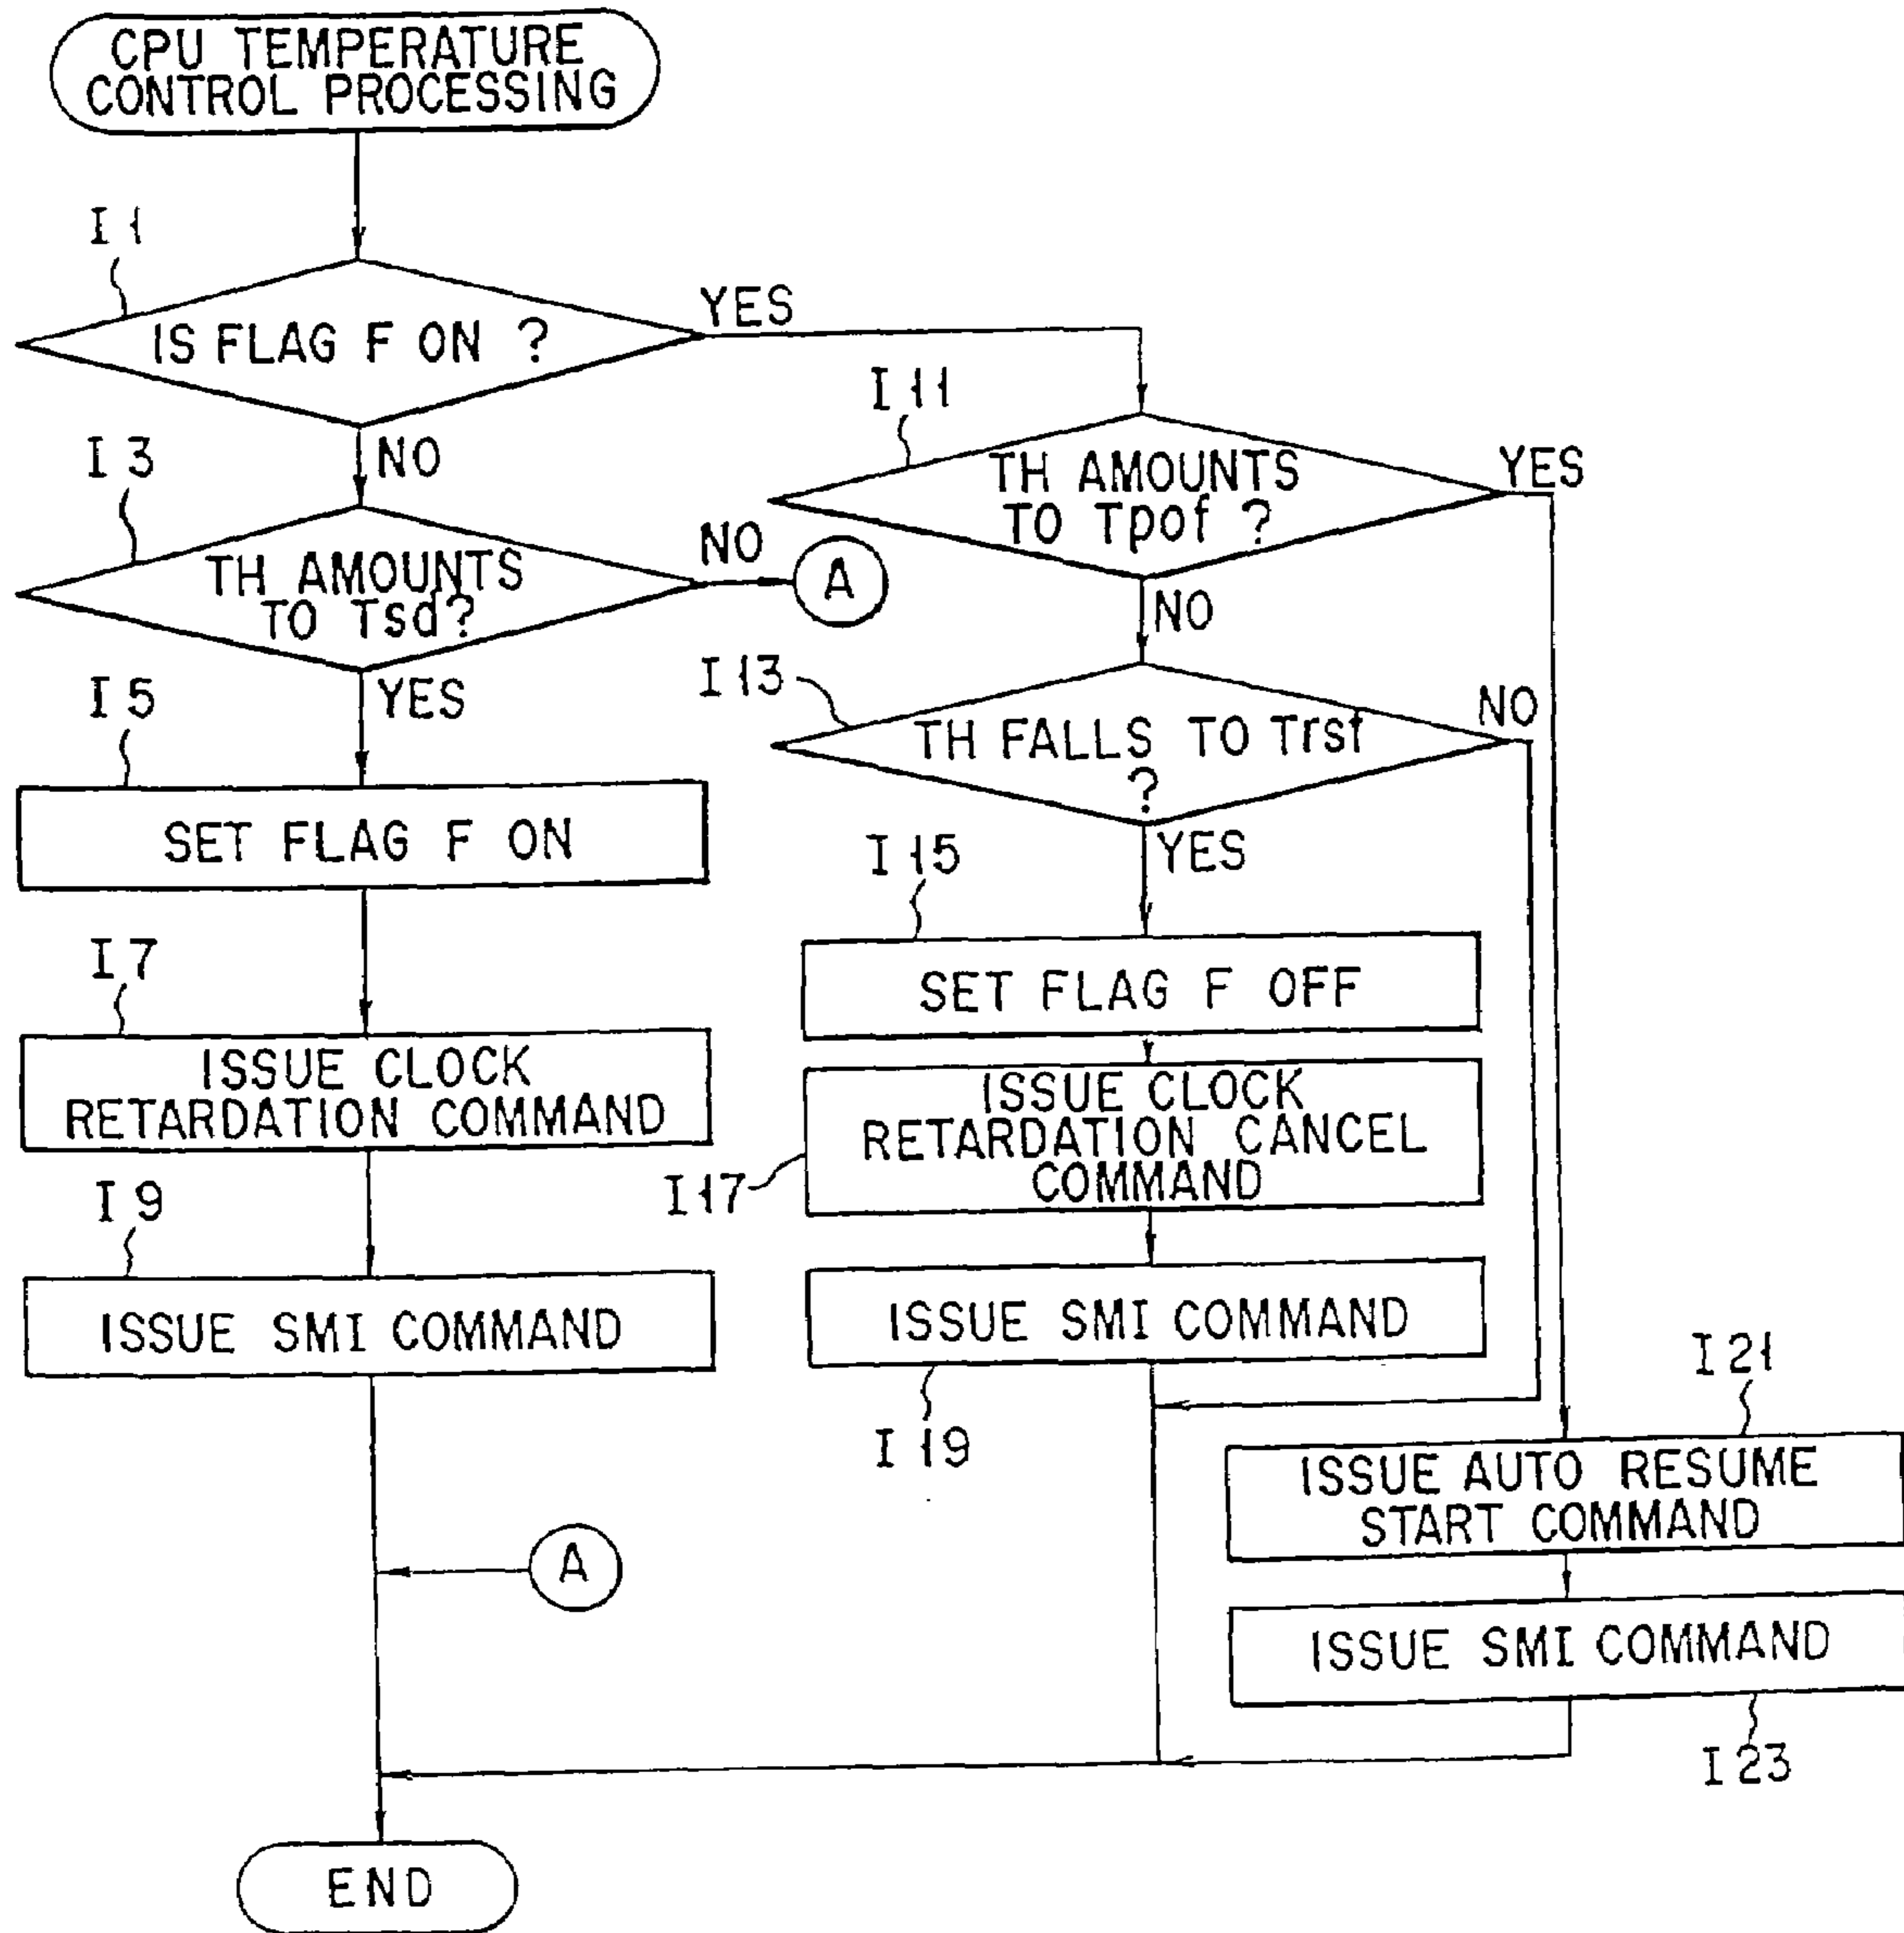 CPU TEMPERATURE
CONTROL PROCESSING
I1
IS FLAG F ON ?
YES
NO
I3
TH AMOUNTS
TO Tsd?
NO
A
YES
I5
SET FLAG F ON
I7
ISSUE CLOCK
RETARDATION COMMAND
I9
ISSUE SMI COMMAND
A
I11
TH AMOUNTS
TO Tpof ?
YES
NO
I13
TH FALLS TO Trsf
?
NO
YES
I15
SET FLAG F OFF
ISSUE CLOCK
RETARDATION CANCEL
COMMAND
I17
ISSUE SMI COMMAND
I19
I21
ISSUE AUTO RESUME
START COMMAND
ISSUE SMI COMMAND
I23
END